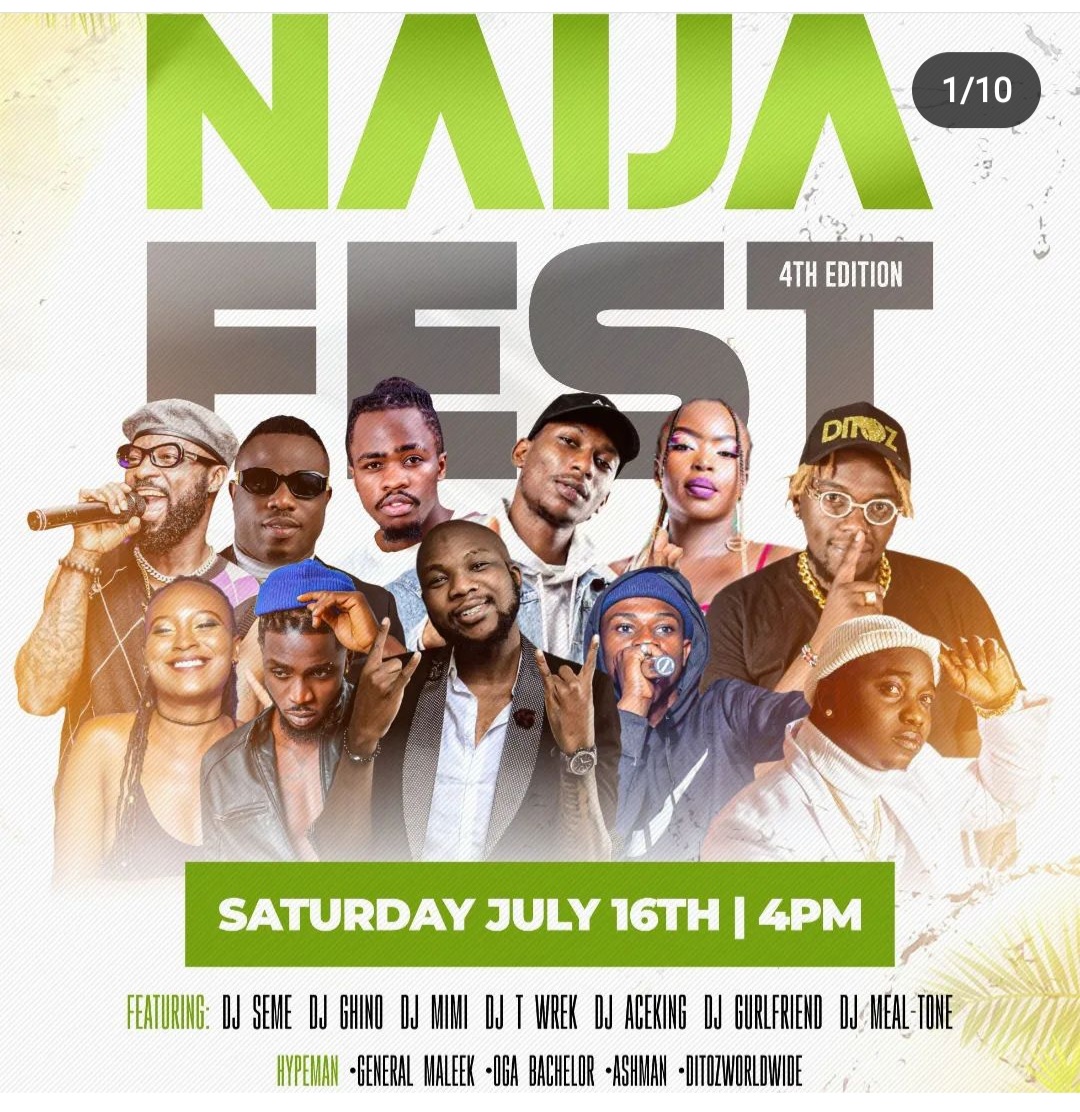 NAIJA
1/10
FEST
4TH EDITION
DITOZ
SATURDAY JULY 16TH | 4PM
FEATURING: DJ SEME DJ GHINO DJ MIMI DJ T WREK DJ ACEKING DJ GURLFRIEND DJ MEAL-TONE
HYPEMAN •GENERAL MALEEK •OGA BACHELOR •ASHMAN •DITOZWORLDWIDE